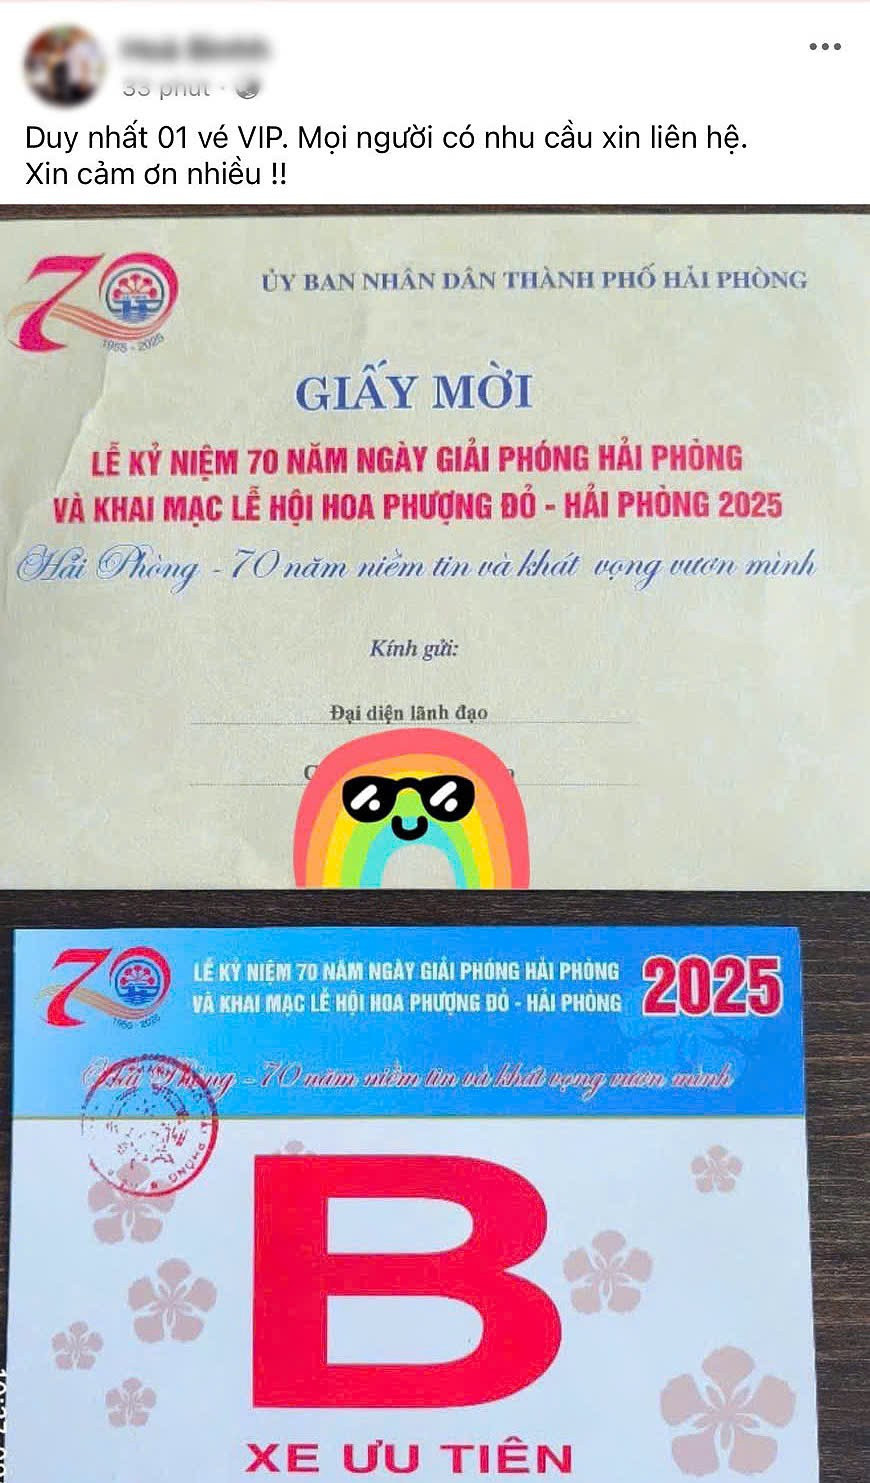 33 phút ·
Duy nhất 01 vé VIP. Mọi người có nhu cầu xin liên hệ.
Xin cảm ơn nhiều !!
70
1955 - 2025
ỦY BAN NHÂN DÂN THÀNH PHỐ HẢI PHÒNG
GIẤY MỜI
LỄ KỶ NIỆM 70 NĂM NGÀY GIẢI PHÓNG HẢI PHÒNG
VÀ KHAI MẠC LỄ HỘI HOA PHƯỢNG ĐỎ - HẢI PHÒNG 2025
Hải Phòng - 70 năm niềm tin và khát vọng vươn mình
Kính gửi:
Đại diện lãnh đạo
70
1955 - 2025
LỄ KỶ NIỆM 70 NĂM NGÀY GIẢI PHÓNG HẢI PHÒNG
VÀ KHAI MẠC LỄ HỘI HOA PHƯỢNG ĐỎ - HẢI PHÒNG
2025
Hải Phòng - 70 năm niềm tin và khát vọng vươn mình
B
XE ƯU TIÊN